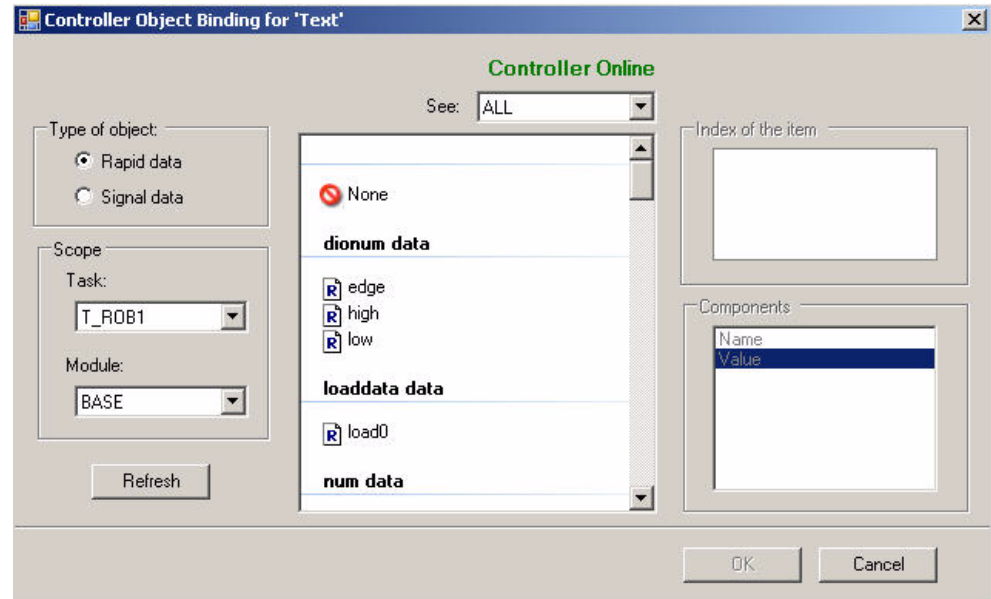 Controller Object Binding for 'Text'
Controller Online
See: ALL
Type of object:
Rapid data
Signal data
Scope
Task:
T_ROB1
Module:
BASE
Refresh
None
dionum data
R edge
R high
R low
loaddata data
R load0
num data
Index of the item
Components
Name
Value
OK
Cancel